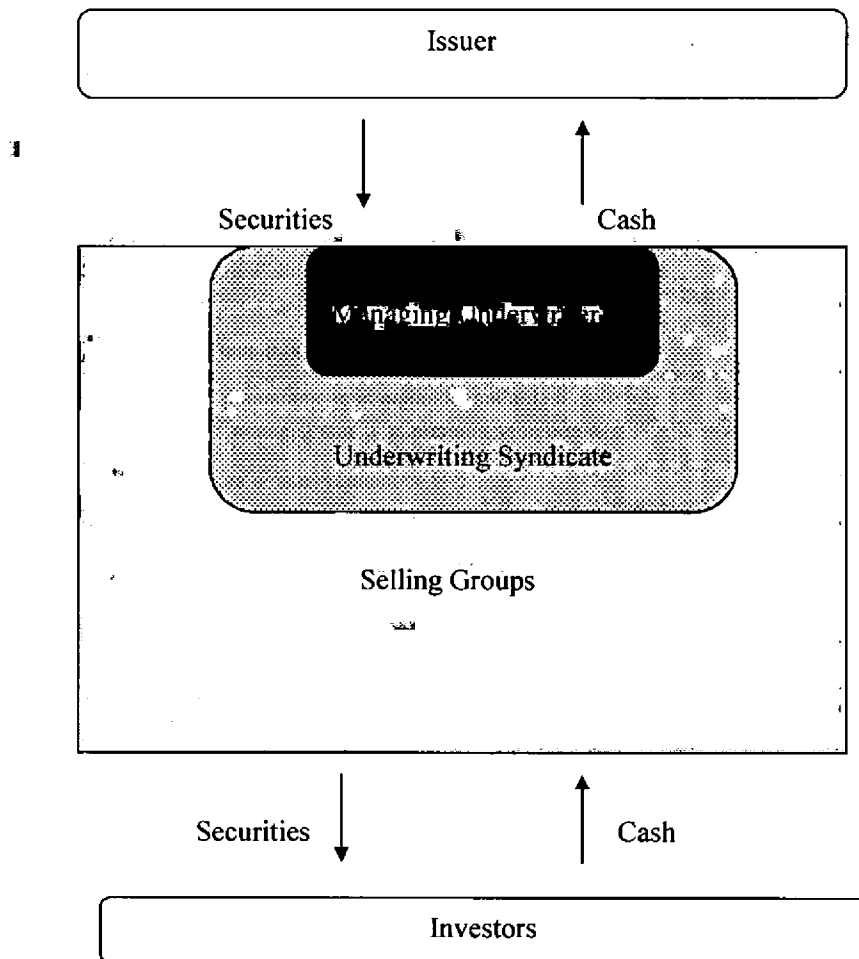 Issuer
Securities
Cash
Managing Underwriter
Underwriting Syndicate
Selling Groups
Securities
Cash
Investors